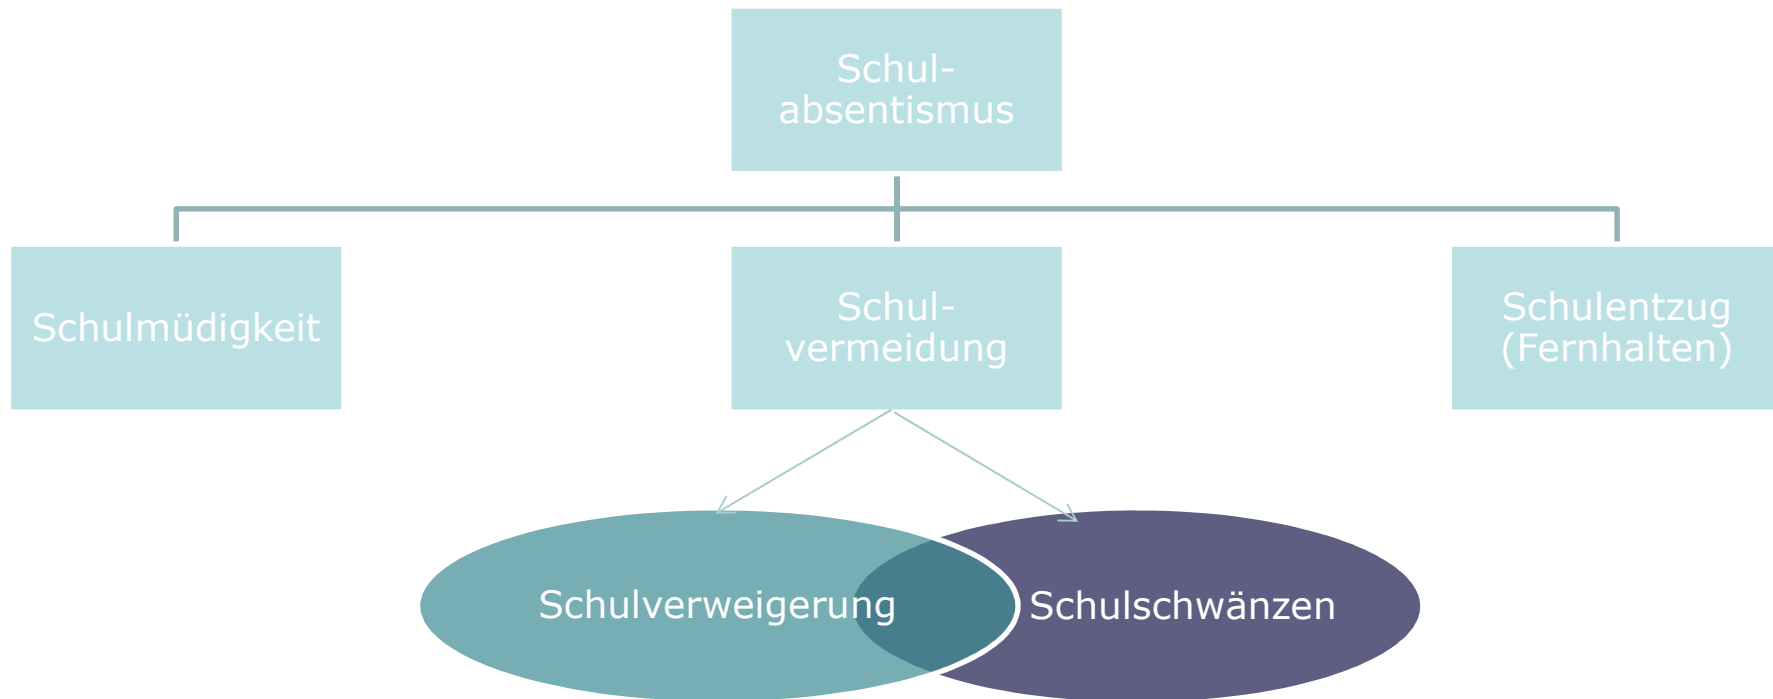 Schul-
absentismus
Schulmüdigkeit
Schul-
vermeidung
Schulentzug
(Fernhalten)
Schulverweigerung
Schulschwänzen